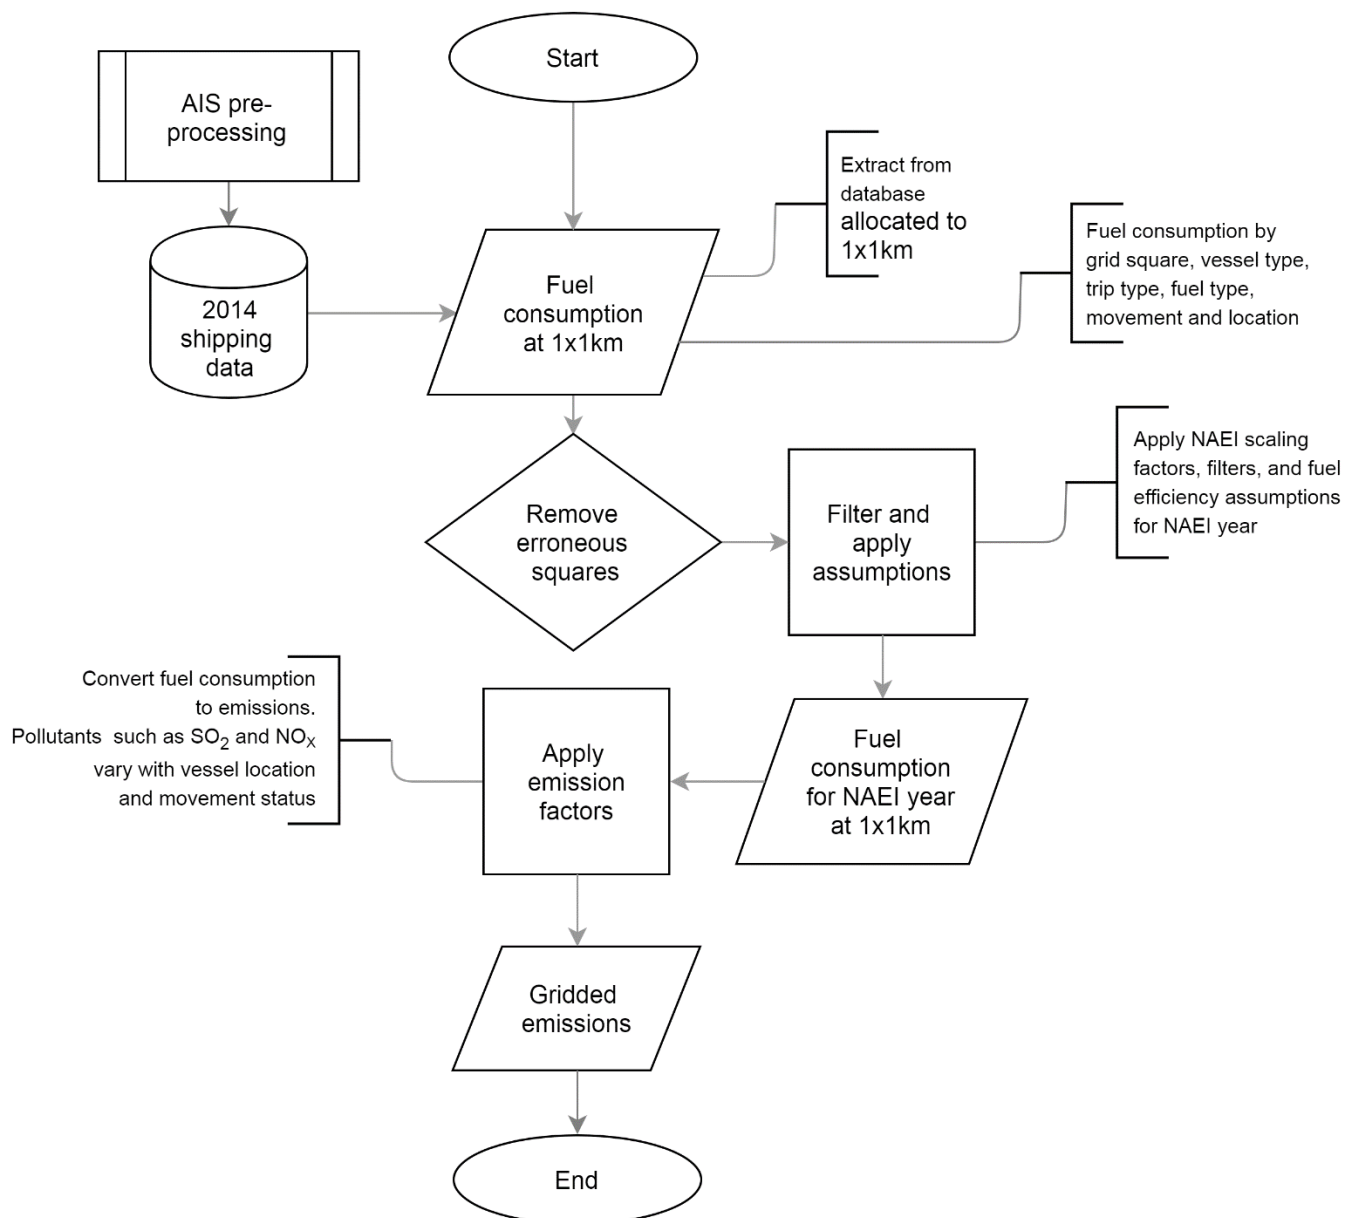 Start
AIS pre-
processing
Extract from
database
allocated to
1x1km
Fuel consumption by
grid square, vessel type,
trip type, fuel type,
movement and location
2014
shipping
data
Fuel
consumption
at 1x1km
Remove
erroneous
squares
Filter and
apply
assumptions
Apply NAEI scaling
factors, filters, and fuel
efficiency assumptions
for NAEI year
Convert fuel consumption
to emissions.
Pollutants such as SO₂ and NOₓ
vary with vessel location
and movement status
Apply
emission
factors
Fuel
consumption
for NAEI year
at 1x1km
Gridded
emissions
End